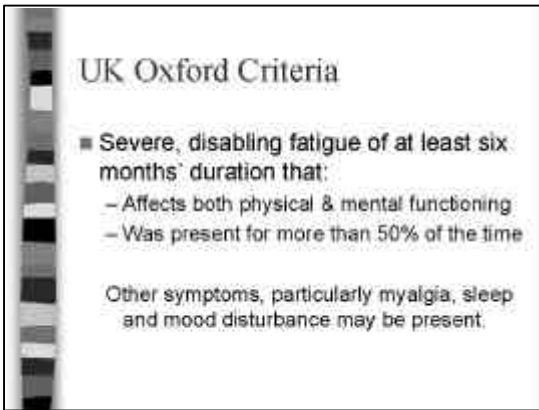 UK Oxford Criteria
Severe, disabling fatigue of at least six
months` duration that:
– Affects both physical & mental functioning
– Was present for more than 50% of the time
Other symptoms, particularly myalgia, sleep
and mood disturbance may be present.